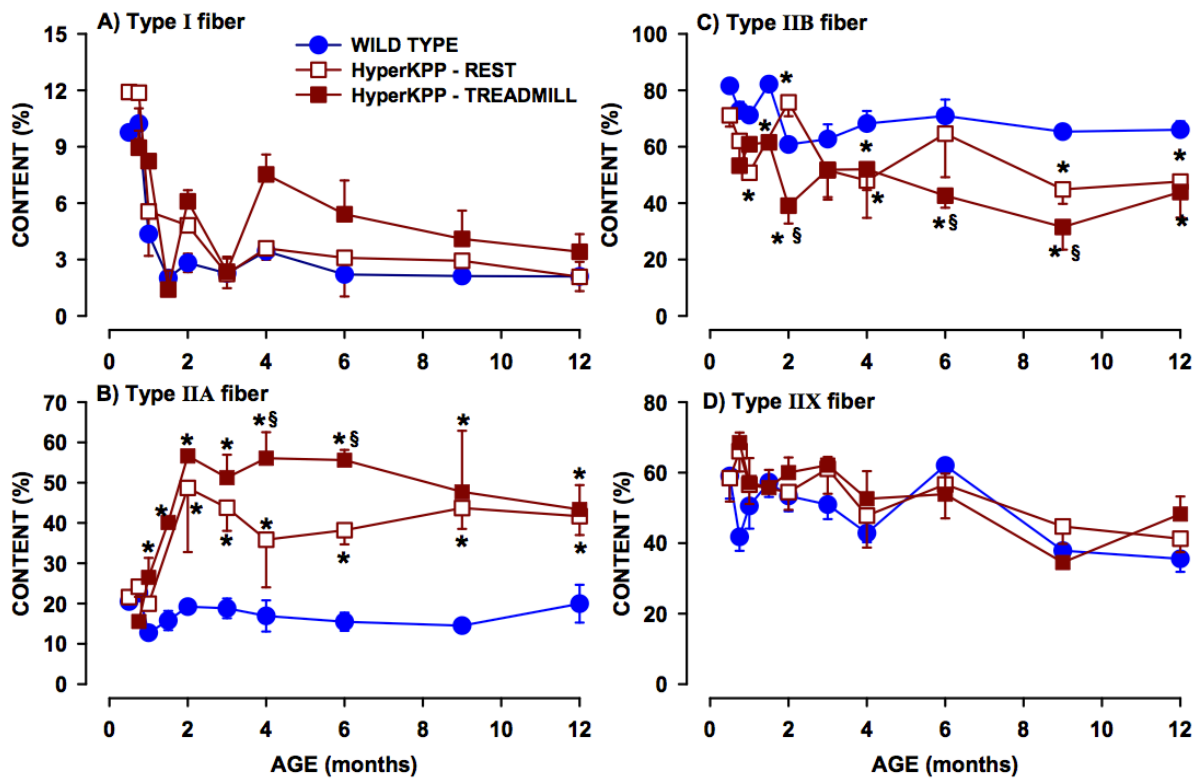 A) Type I fiber
15
12
9
6
3
0
CONTENT (%)
WILD TYPE
HyperKPP - REST
HyperKPP - TREADMILL
0 2 4 6 8 10 12
C) Type IIB fiber
100
80
60
40
20
0
CONTENT (%)
*
*
*
*
*
*
*
*
* §
* §
* §
*
0 2 4 6 8 10 12
B) Type IIA fiber
70
60
50
40
30
20
10
0
CONTENT (%)
* § * § *
* *
*
* * *
* * *
* *
0 2 4 6 8 10 12
AGE (months)
D) Type IIX fiber
80
60
40
20
0
CONTENT (%)
0 2 4 6 8 10 12
AGE (months)